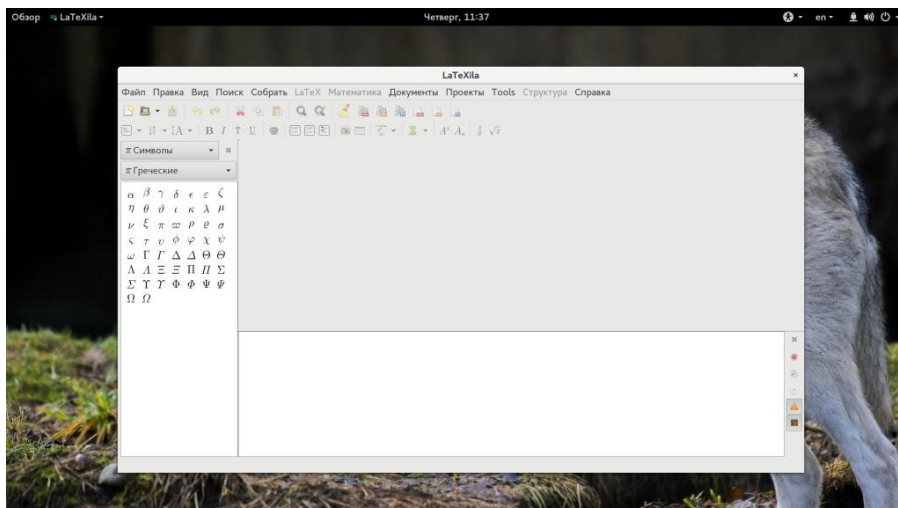 Обзор LaTeXila Четверг, 11:37 en
LaTeXila
Файл Правка Вид Поиск Собрать LaTeX Математика Документы Проекты Tools Структура Справка
B I T U
π Символы
π Греческие
α β γ δ ϵ ε ζ
η θ ϑ ι κ λ μ
ν ξ π ϖ ρ ϱ σ
ς τ υ ϕ φ χ ψ
ω Γ Γ Δ Δ Θ Θ
Λ Λ Ξ Ξ Π Π Σ
Σ Υ Υ Φ Φ Ψ Ψ
Ω Ω